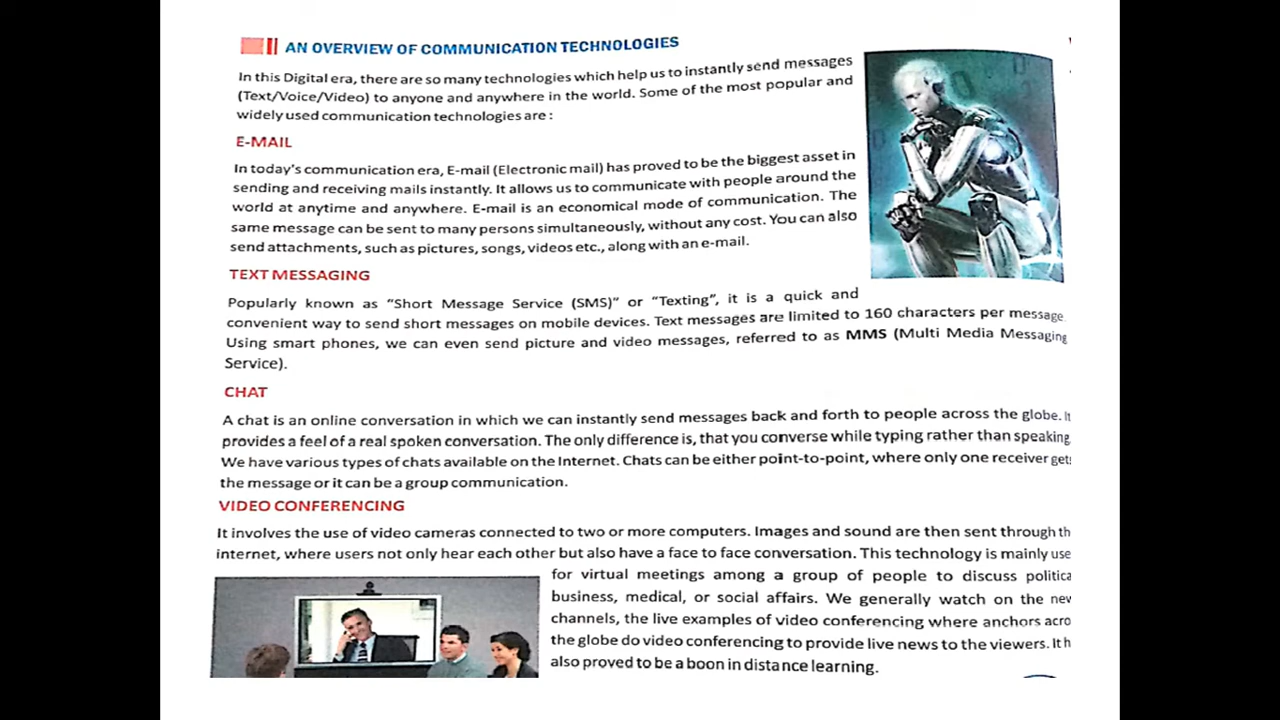 AN OVERVIEW OF COMMUNICATION TECHNOLOGIES
In this Digital era, there are so many technologies which help us to instantly send messages
(Text/Voice/Video) to anyone and anywhere in the world. Some of the most popular and
widely used communication technologies are :
E-MAIL
In today's communication era, E-mail (Electronic mail) has proved to be the biggest asset in
sending and receiving mails instantly. It allows us to communicate with people around the
world at anytime and anywhere. E-mail is an economical mode of communication. The
same message can be sent to many persons simultaneously, without any cost. You can also
send attachments, such as pictures, songs, videos etc., along with an e-mail.
TEXT MESSAGING
Popularly known as “Short Message Service (SMS)” or “Texting”, it is a quick and
convenient way to send short messages on mobile devices. Text messages are limited to 160 characters per message.
Using smart phones, we can even send picture and video messages, referred to as MMS (Multi Media Messaging
Service).
CHAT
A chat is an online conversation in which we can instantly send messages back and forth to people across the globe. It
provides a feel of a real spoken conversation. The only difference is, that you converse while typing rather than speaking.
We have various types of chats available on the Internet. Chats can be either point-to-point, where only one receiver gets
the message or it can be a group communication.
VIDEO CONFERENCING
It involves the use of video cameras connected to two or more computers. Images and sound are then sent through th
internet, where users not only hear each other but also have a face to face conversation. This technology is mainly use
for virtual meetings among a group of people to discuss politica
business, medical, or social affairs. We generally watch on the new
channels, the live examples of video conferencing where anchors acro
the globe do video conferencing to provide live news to the viewers. It h
also proved to be a boon in distance learning.